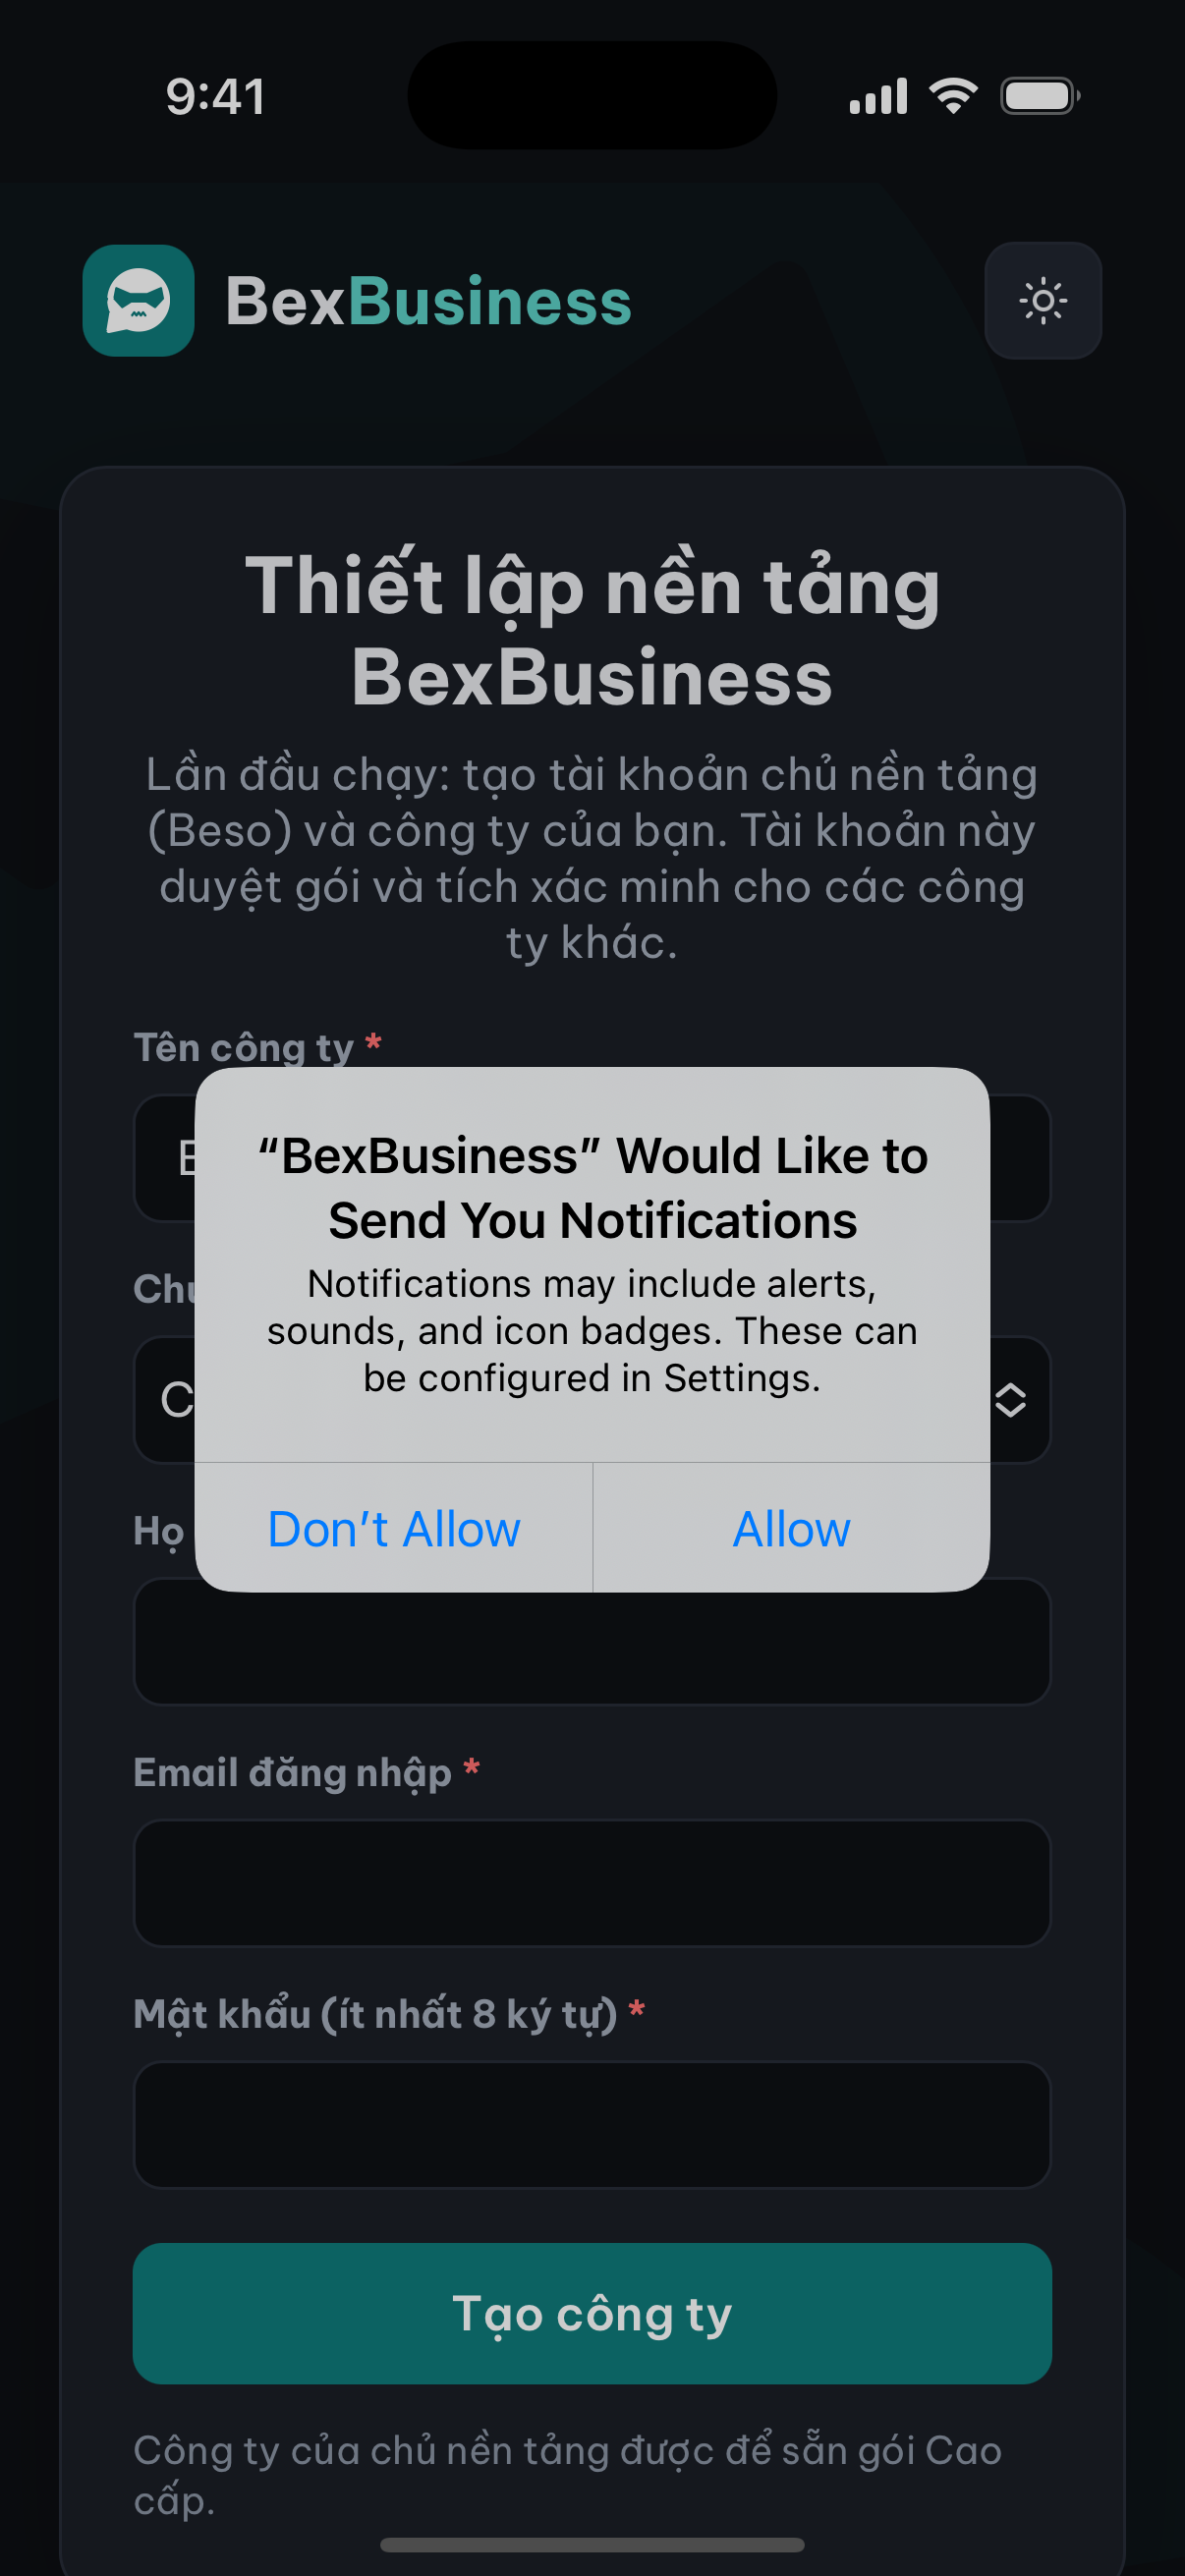 9:41
BexBusiness
Thiết lập nền tảng
BexBusiness
Lần đầu chạy: tạo tài khoản chủ nền tảng
(Beso) và công ty của bạn. Tài khoản này
duyệt gói và tích xác minh cho các công
ty khác.
Tên công ty *
“BexBusiness” Would Like to
Send You Notifications
Notifications may include alerts,
sounds, and icon badges. These can
be configured in Settings.
Don’t Allow
Allow
Họ
Email đăng nhập *
Mật khẩu (ít nhất 8 ký tự) *
Tạo công ty
Công ty của chủ nền tảng được để sẵn gói Cao
cấp.